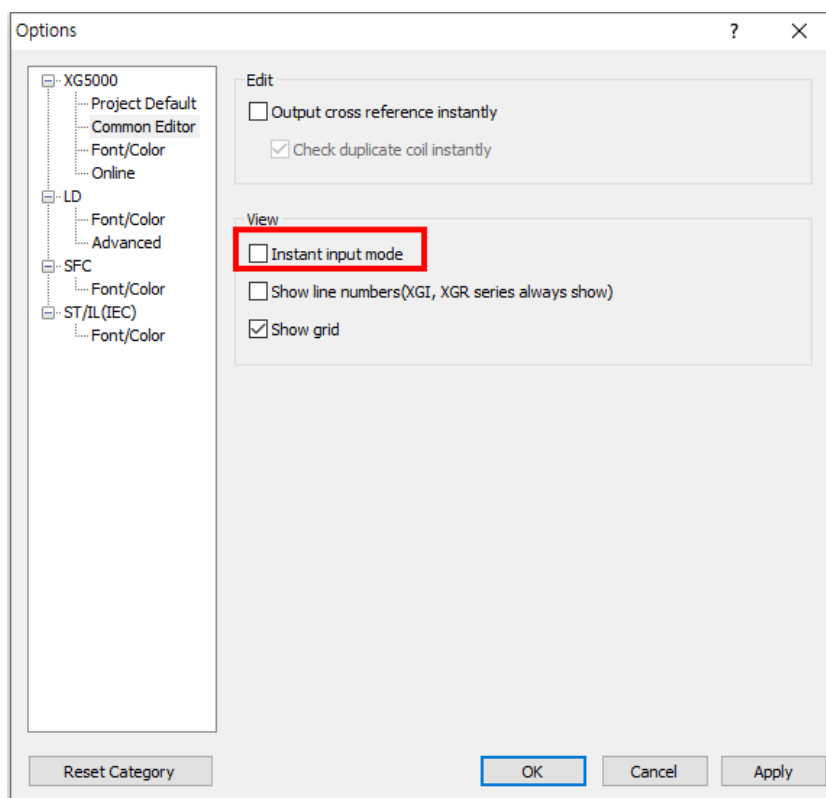 Options
?
XG5000
Project Default
Common Editor
Font/Color
Online
LD
Font/Color
Advanced
SFC
Font/Color
ST/IL(IEC)
Font/Color
Edit
Output cross reference instantly
Check duplicate coil instantly
View
Instant input mode
Show line numbers(XGI, XGR series always show)
Show grid
Reset Category
OK
Cancel
Apply